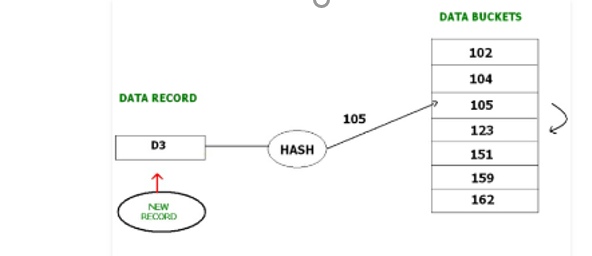 DATA BUCKETS
102
104
105
123
151
159
162
DATA RECORD
D3
HASH
105
NEW
RECORD